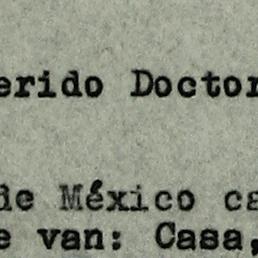 erido Doctor
de México ca
e van: Casa,